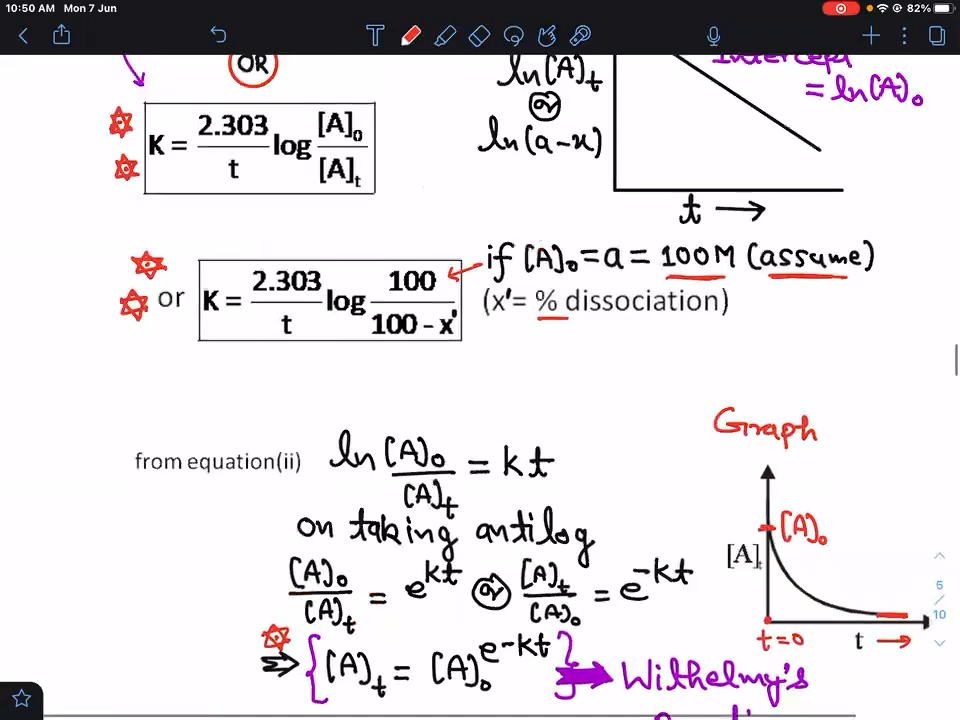 10:50 AM Mon 7 Jun
82%
OR
K = 2.303/t log [A]₀/[A]ₜ
ln[A]ₜ
or
ln(a-x)
Intercept
= ln[A]₀
t →
or K = 2.303/t log 100/(100 - x')
if [A]₀ = a = 100M (assume)
(x'= % dissociation)
Graph
from equation(ii) ln [A]₀/[A]ₜ = kt
on taking antilog
[A]₀/[A]ₜ = e^kt or [A]ₜ/[A]₀ = e^-kt
⇒ {[A]ₜ = [A]₀ e^-kt} Withelmy's
[A]₀
[A]ₜ
t=0 t →
5
/
10